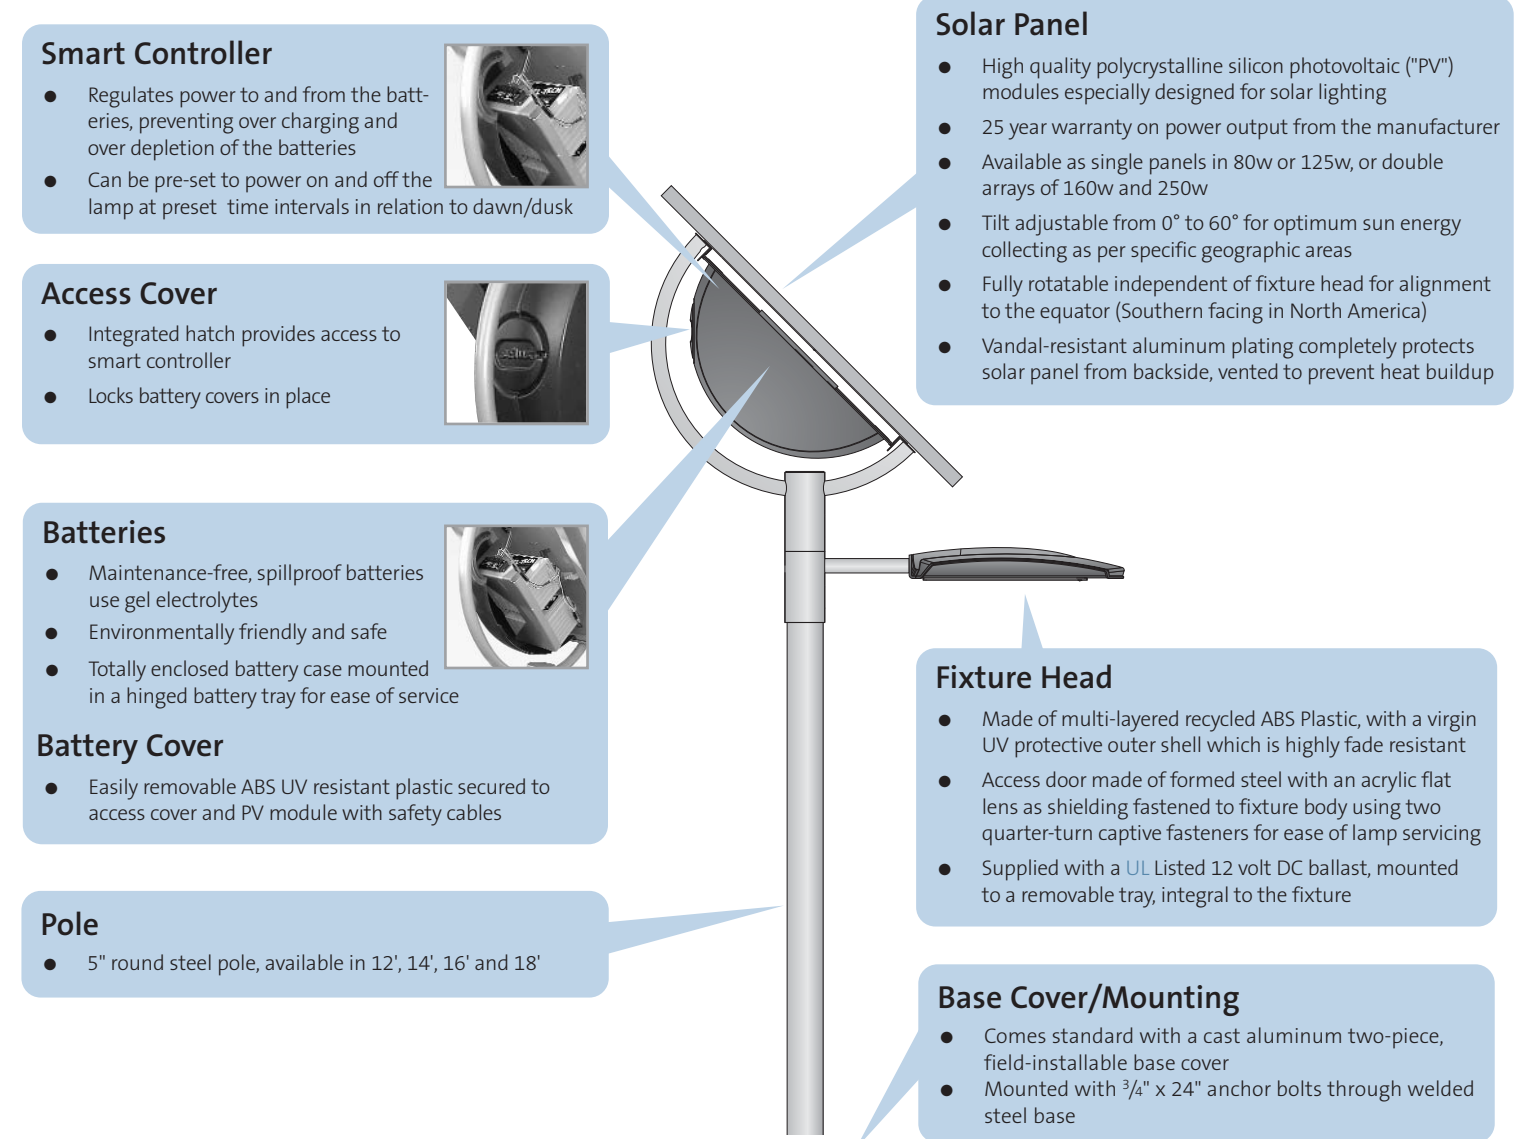 Smart Controller
● Regulates power to and from the batt-
eries, preventing over charging and
over depletion of the batteries
● Can be pre-set to power on and off the
lamp at preset time intervals in relation to dawn/dusk
Access Cover
● Integrated hatch provides access to
smart controller
● Locks battery covers in place
Batteries
● Maintenance-free, spillproof batteries
use gel electrolytes
● Environmentally friendly and safe
● Totally enclosed battery case mounted
in a hinged battery tray for ease of service
Battery Cover
● Easily removable ABS UV resistant plastic secured to
access cover and PV module with safety cables
Pole
● 5" round steel pole, available in 12', 14', 16' and 18'
Solar Panel
● High quality polycrystalline silicon photovoltaic ("PV")
modules especially designed for solar lighting
● 25 year warranty on power output from the manufacturer
● Available as single panels in 80w or 125w, or double
arrays of 160w and 250w
● Tilt adjustable from 0° to 60° for optimum sun energy
collecting as per specific geographic areas
● Fully rotatable independent of fixture head for alignment
to the equator (Southern facing in North America)
● Vandal-resistant aluminum plating completely protects
solar panel from backside, vented to prevent heat buildup
Fixture Head
● Made of multi-layered recycled ABS Plastic, with a virgin
UV protective outer shell which is highly fade resistant
● Access door made of formed steel with an acrylic flat
lens as shielding fastened to fixture body using two
quarter-turn captive fasteners for ease of lamp servicing
● Supplied with a UL Listed 12 volt DC ballast, mounted
to a removable tray, integral to the fixture
Base Cover/Mounting
● Comes standard with a cast aluminum two-piece,
field-installable base cover
● Mounted with 3/4" x 24" anchor bolts through welded
steel base